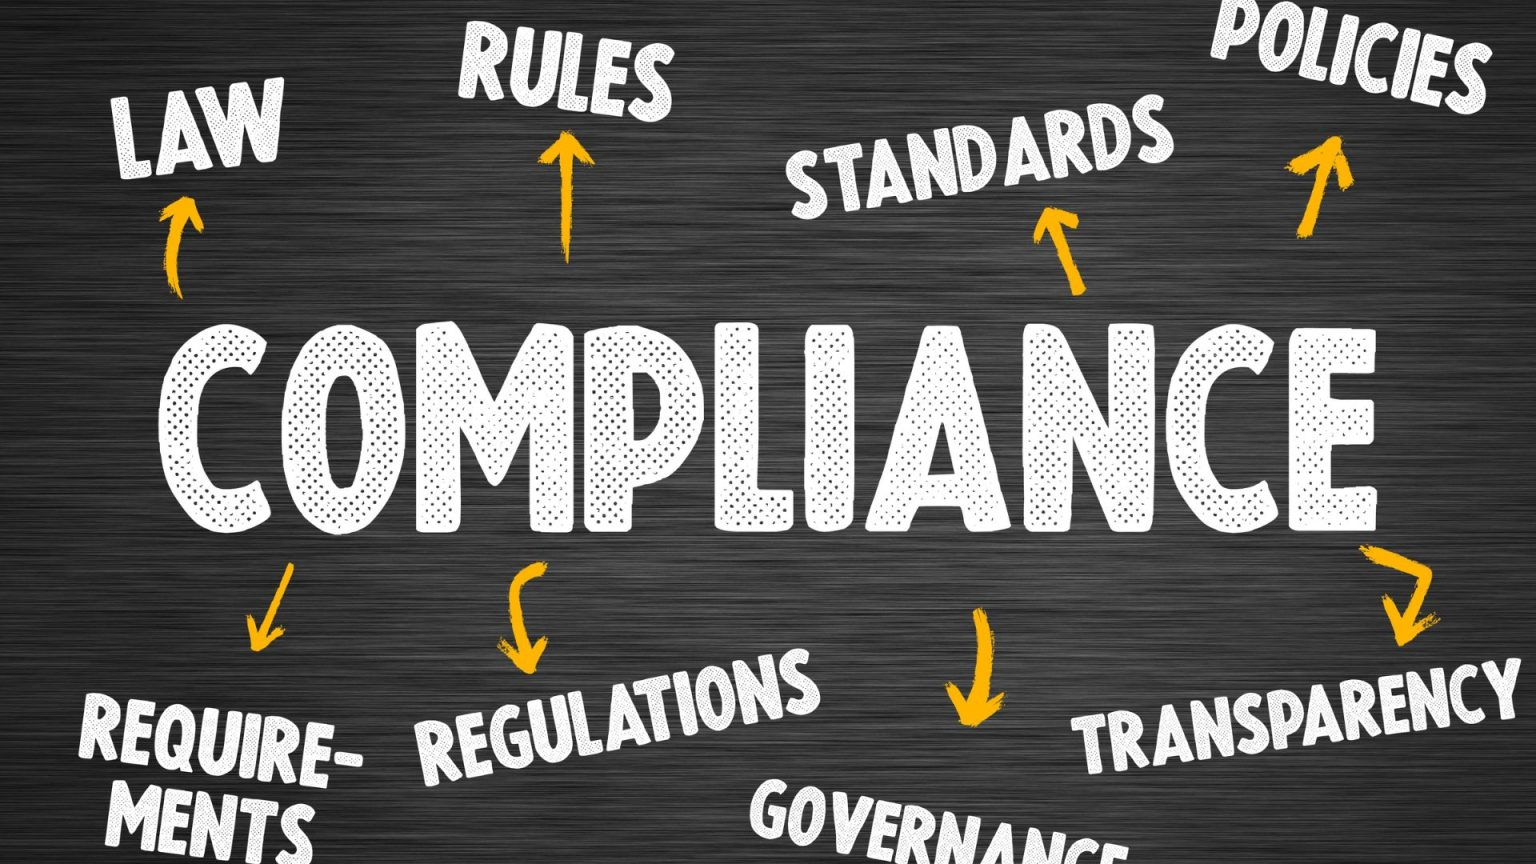 LAW
RULES
STANDARDS
POLICIES
COMPLIANCE
REQUIRE-
MENTS
REGULATIONS
GOVERNANCE
TRANSPARENCY